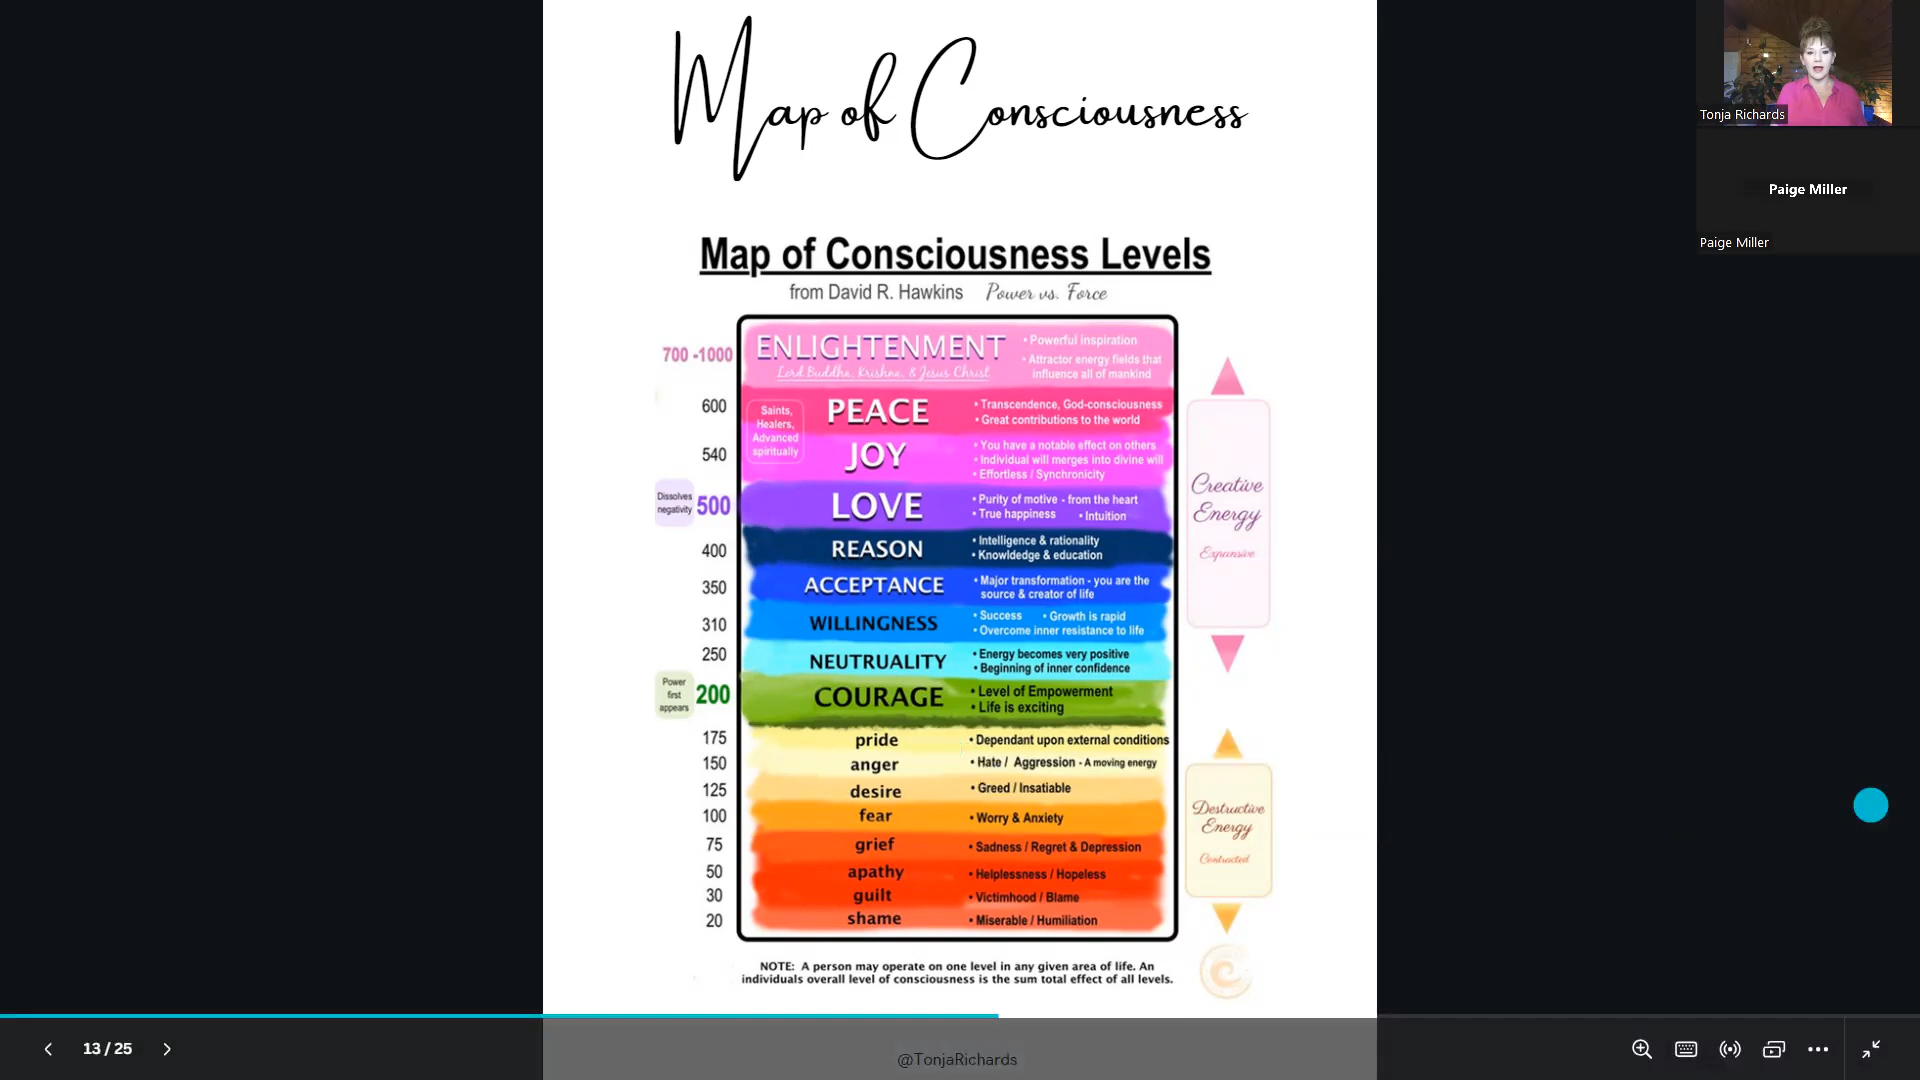 Map of Consciousness
Map of Consciousness Levels
from David R. Hawkins Power vs. Force
700 -1000 ENLIGHTENMENT
Lord Buddha, Krishna, & Jesus Christ
• Powerful inspiration
• Attractor energy fields that
influence all of mankind
600 PEACE
• Transcendence, God-consciousness
• Great contributions to the world
Saints,
Healers,
Advanced
spiritually
540 JOY
• You have a notable effect on others
• Individual will merges into divine will
• Effortless / Synchronicity
Dissolves
negativity
500 LOVE
• Purity of motive - from the heart
• True happiness • Intuition
400 REASON
• Intelligence & rationality
• Knowldedge & education
350 ACCEPTANCE
• Major transformation - you are the
source & creator of life
310 WILLINGNESS
• Success • Growth is rapid
• Overcome inner resistance to life
250 NEUTRUALITY
• Energy becomes very positive
• Beginning of inner confidence
Power
first
appears
200 COURAGE
• Level of Empowerment
• Life is exciting
175 pride • Dependant upon external conditions
150 anger • Hate / Aggression - A moving energy
125 desire • Greed / Insatiable
100 fear • Worry & Anxiety
75 grief • Sadness / Regret & Depression
50 apathy • Helplessness / Hopeless
30 guilt • Victimhood / Blame
20 shame • Miserable / Humiliation
Creative
Energy
Expansive
Destructive
Energy
Contracted
NOTE: A person may operate on one level in any given area of life. An
individuals overall level of consciousness is the sum total effect of all levels.
Tonja Richards
Paige Miller
Paige Miller
13 / 25
@TonjaRichards